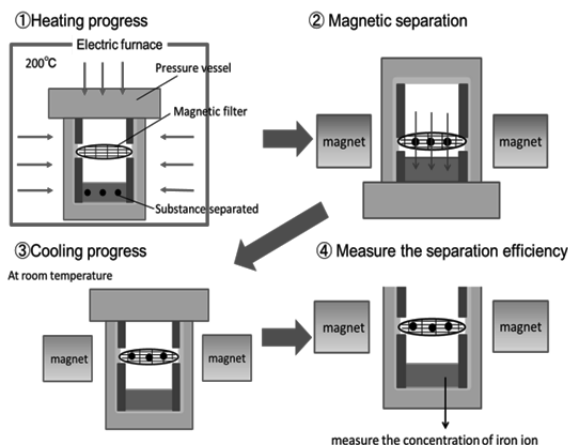 ①Heating progress
Electric furnace
200℃
Pressure vessel
Magnetic filter
Substance separated
② Magnetic separation
magnet
magnet
③Cooling progress
At room temperature
magnet
magnet
④ Measure the separation efficiency
magnet
magnet
measure the concentration of iron ion